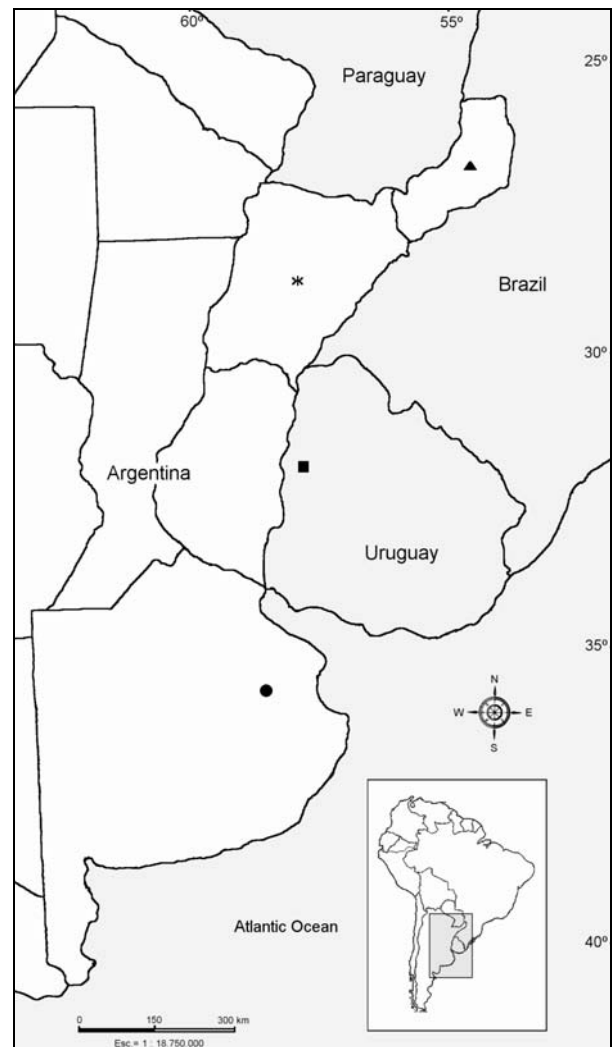 60º 55º
25º
Paraguay
Brazil
30º
Argentina
Uruguay
35º
N
W E
S
Atlantic Ocean
40º
0 150 300 km
Esc.= 1 : 18.750.000